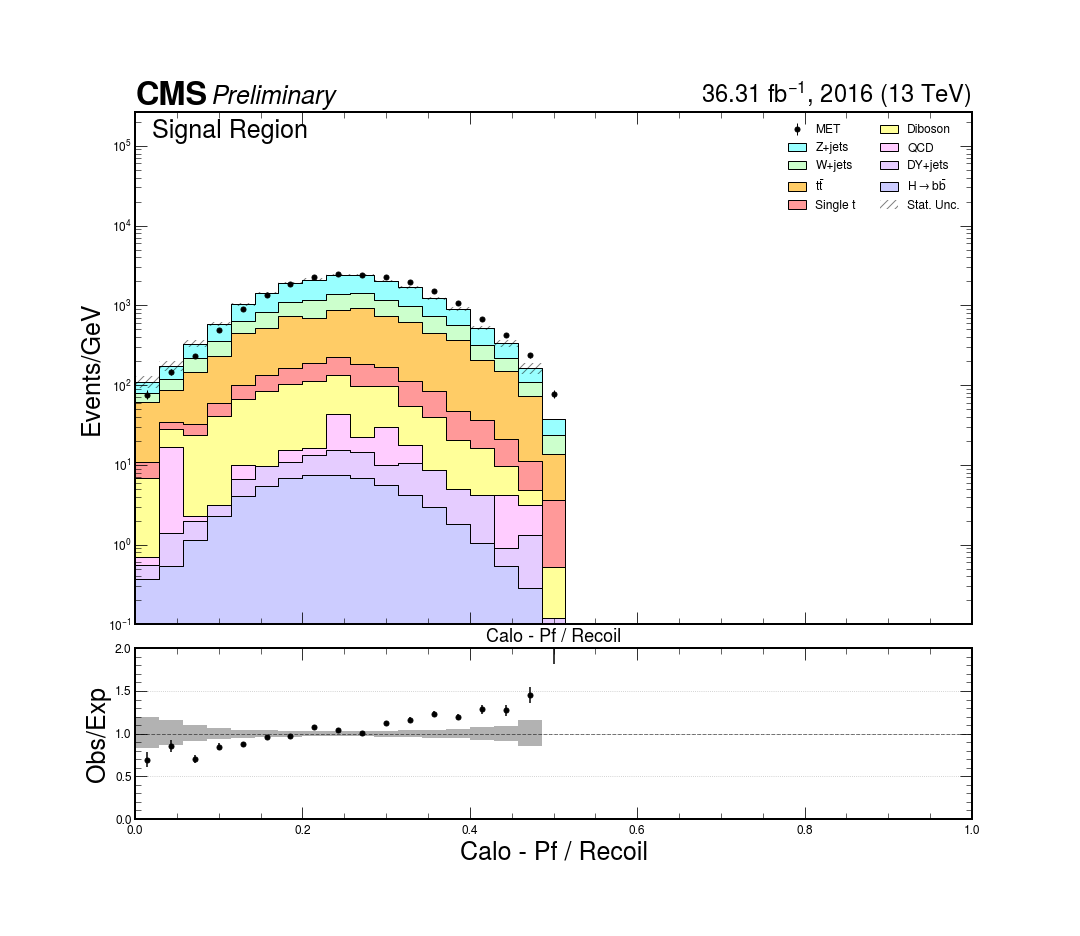 CMS Preliminary 36.31 fb⁻¹, 2016 (13 TeV)
Signal Region
MET
Z+jets
W+jets
tt̄
Single t
Diboson
QCD
DY+jets
H→bb̄
Stat. Unc.
Events/GeV
10⁵
10⁴
10³
10²
10¹
10⁰
10⁻¹
Calo - Pf / Recoil
Obs/Exp
2.0
1.5
1.0
0.5
0.0
0.0 0.2 0.4 0.6 0.8 1.0
Calo - Pf / Recoil